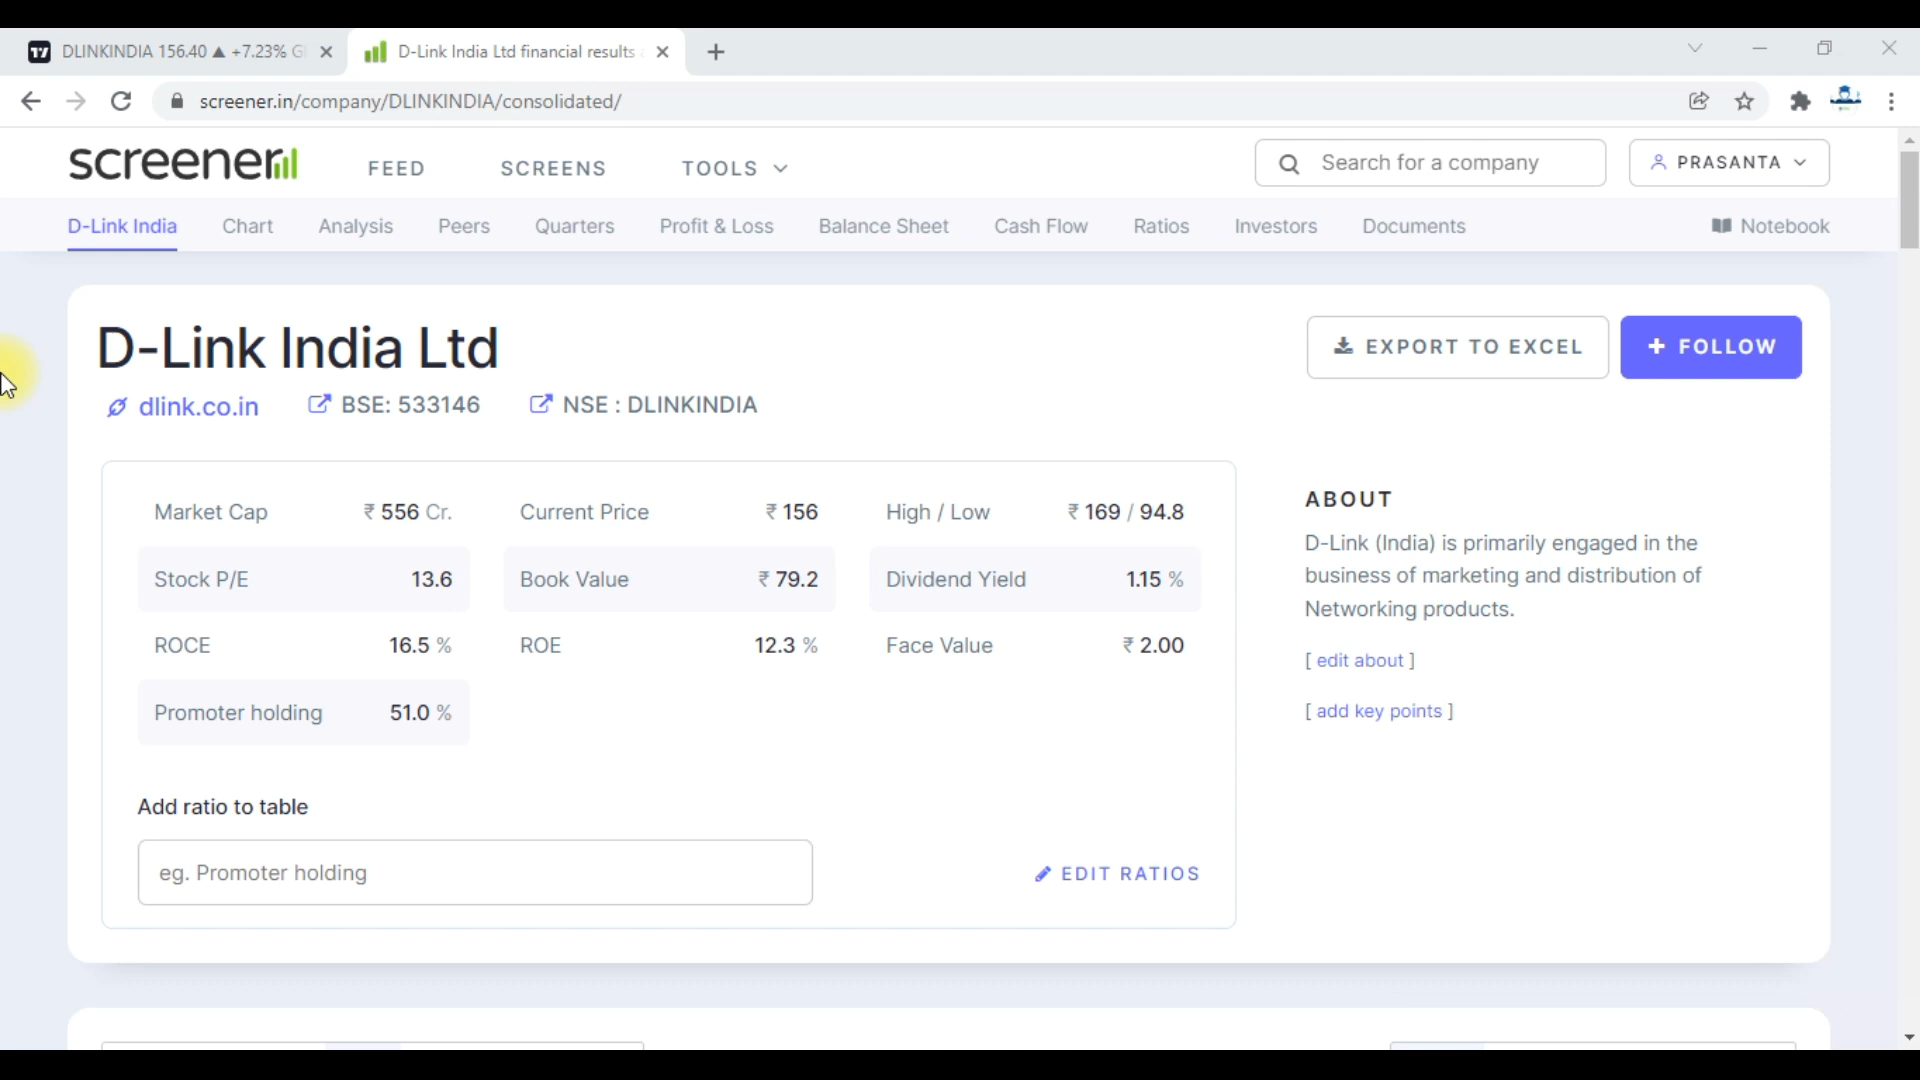 DLINKINDIA 156.40 ▲ +7.23%
D-Link India Ltd financial results
screener.in/company/DLINKINDIA/consolidated/
screener
FEED
SCREENS
TOOLS
Search for a company
PRASANTA
D-Link India
Chart
Analysis
Peers
Quarters
Profit & Loss
Balance Sheet
Cash Flow
Ratios
Investors
Documents
Notebook
D-Link India Ltd
EXPORT TO EXCEL
+ FOLLOW
dlink.co.in
BSE: 533146
NSE : DLINKINDIA
Market Cap ₹ 556 Cr.
Current Price ₹ 156
High / Low ₹ 169 / 94.8
Stock P/E 13.6
Book Value ₹ 79.2
Dividend Yield 1.15 %
ROCE 16.5 %
ROE 12.3 %
Face Value ₹ 2.00
Promoter holding 51.0 %
Add ratio to table
eg. Promoter holding
EDIT RATIOS
ABOUT
D-Link (India) is primarily engaged in the
business of marketing and distribution of
Networking products.
[ edit about ]
[ add key points ]